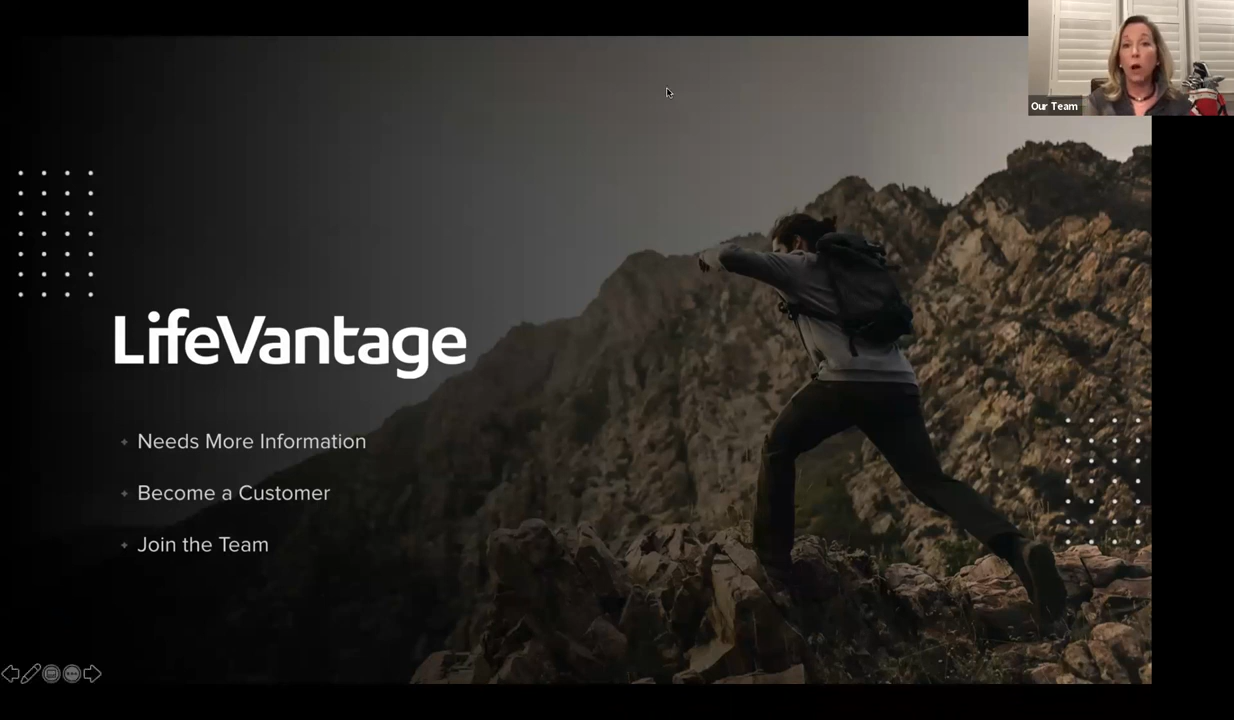 Our Team
LifeVantage
Needs More Information
Become a Customer
Join the Team